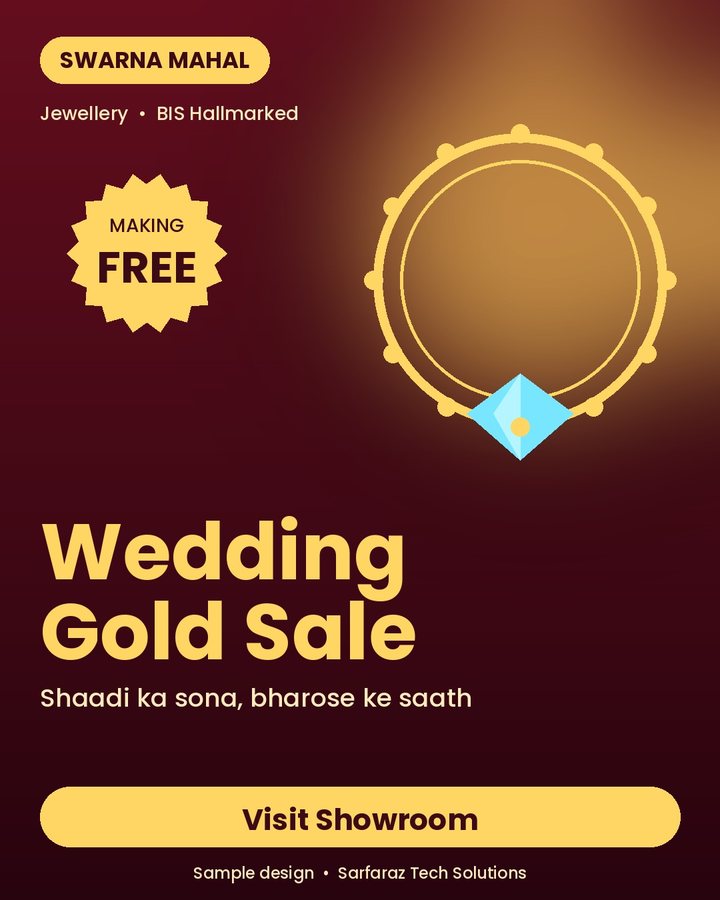 SWARNA MAHAL
Jewellery • BIS Hallmarked
MAKING
FREE
Wedding
Gold Sale
Shaadi ka sona, bharose ke saath
Visit Showroom
Sample design • Sarfaraz Tech Solutions